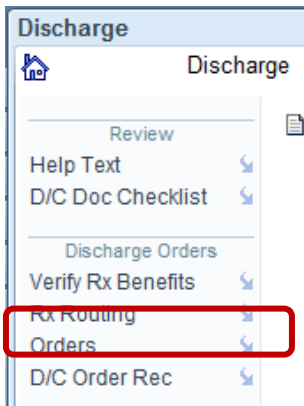 Discharge
Discharge
Review
Help Text
D/C Doc Checklist
Discharge Orders
Verify Rx Benefits
Rx Routing
Orders
D/C Order Rec